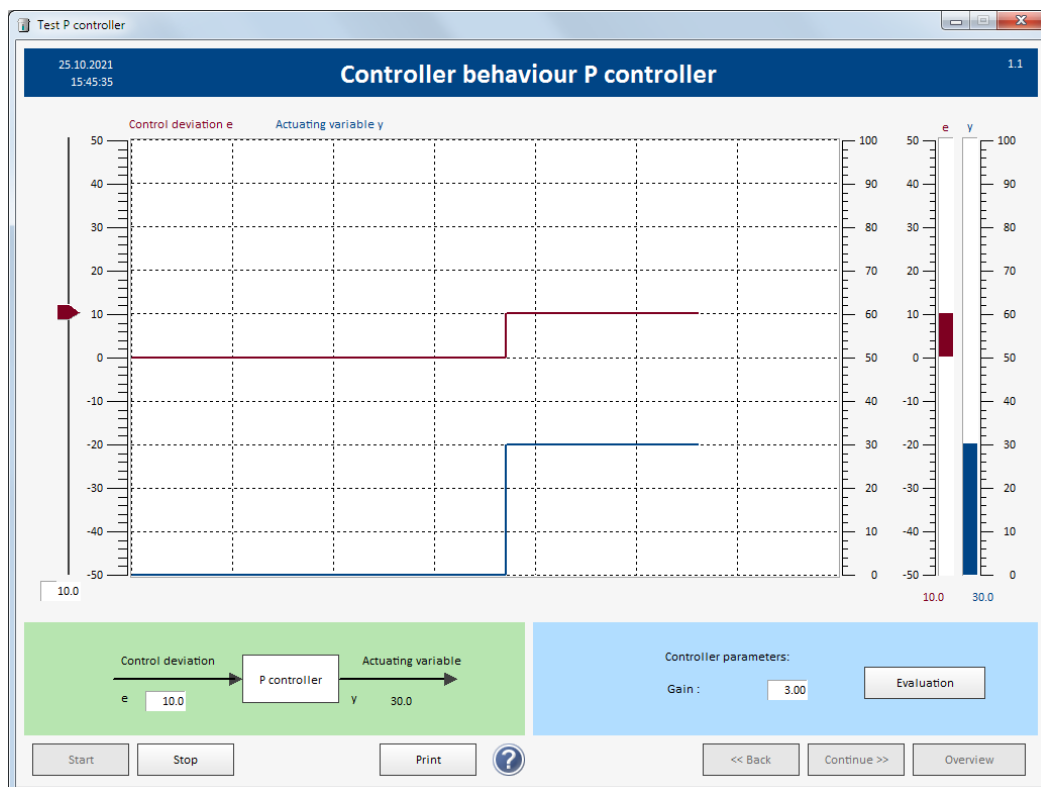 Test P controller
25.10.2021
15:45:35
Controller behaviour P controller
1.1
Control deviation e
Actuating variable y
e y
50 100 50 100
40 90 40 90
30 80 30 80
20 70 20 70
10 60 10 60
0 50 0 50
-10 40 -10 40
-20 30 -20 30
-30 20 -30 20
-40 10 -40 10
-50 0 -50 0
10.0
10.0 30.0
Control deviation
Actuating variable
P controller
e 10.0
y 30.0
Controller parameters:
Gain : 3.00
Evaluation
Start Stop Print ? << Back Continue >> Overview